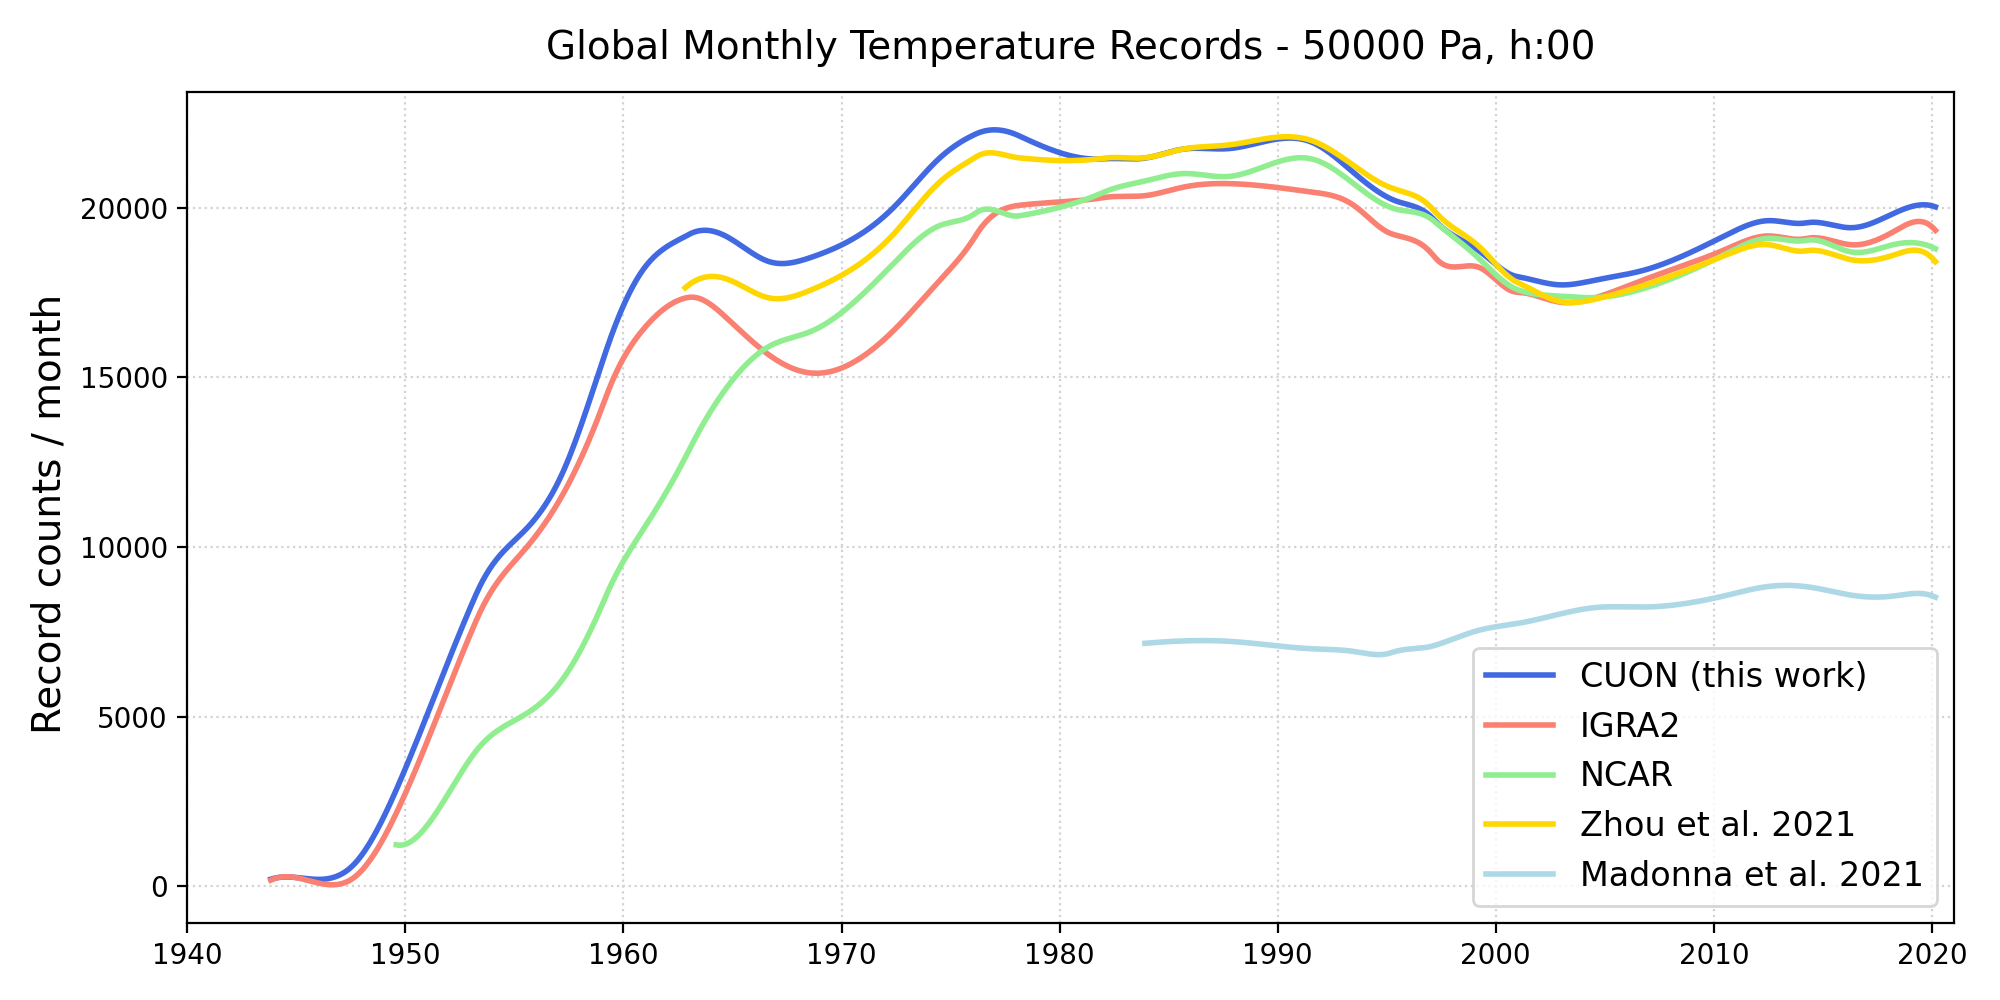 Global Monthly Temperature Records - 50000 Pa, h:00
Record counts / month
20000
15000
10000
5000
0
1940 1950 1960 1970 1980 1990 2000 2010 2020
CUON (this work)
IGRA2
NCAR
Zhou et al. 2021
Madonna et al. 2021